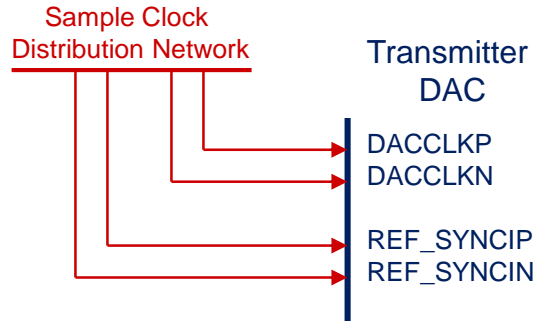 Sample Clock
Distribution Network
Transmitter
DAC
DACCLKP
DACCLKN
REF_SYNCIP
REF_SYNCIN